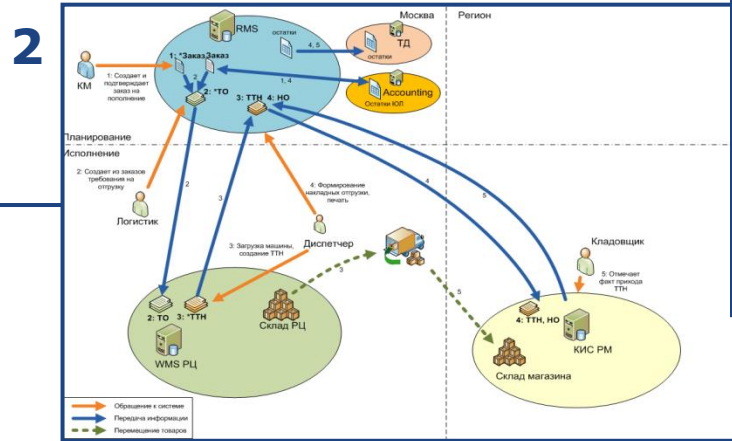 2
Москва
Регион
RMS
остатки
4, 5
ТД
остатки
1: *Заказ
Заказ
КМ
1: Создает и
подтверждает
заказ на
пополнение
2
2: *ТО
3: ТТН
4: НО
1, 4
Accounting
Остатки ЮЛ
Планирование
Исполнение
2: Создает из заказов
требования на
отгрузку
Логистик
2
3
4: Формирование
накладных отгрузки,
печать
4
5
Диспетчер
3: Загрузка машины,
создание ТТН
3
5
Кладовщик
5: Отмечает
факт прихода
ТТН
2: ТО
3: *ТТН
Склад РЦ
WMS РЦ
4: ТТН, НО
КИС РМ
Склад магазина
Обращение к системе
Передача информации
Перемещение товаров